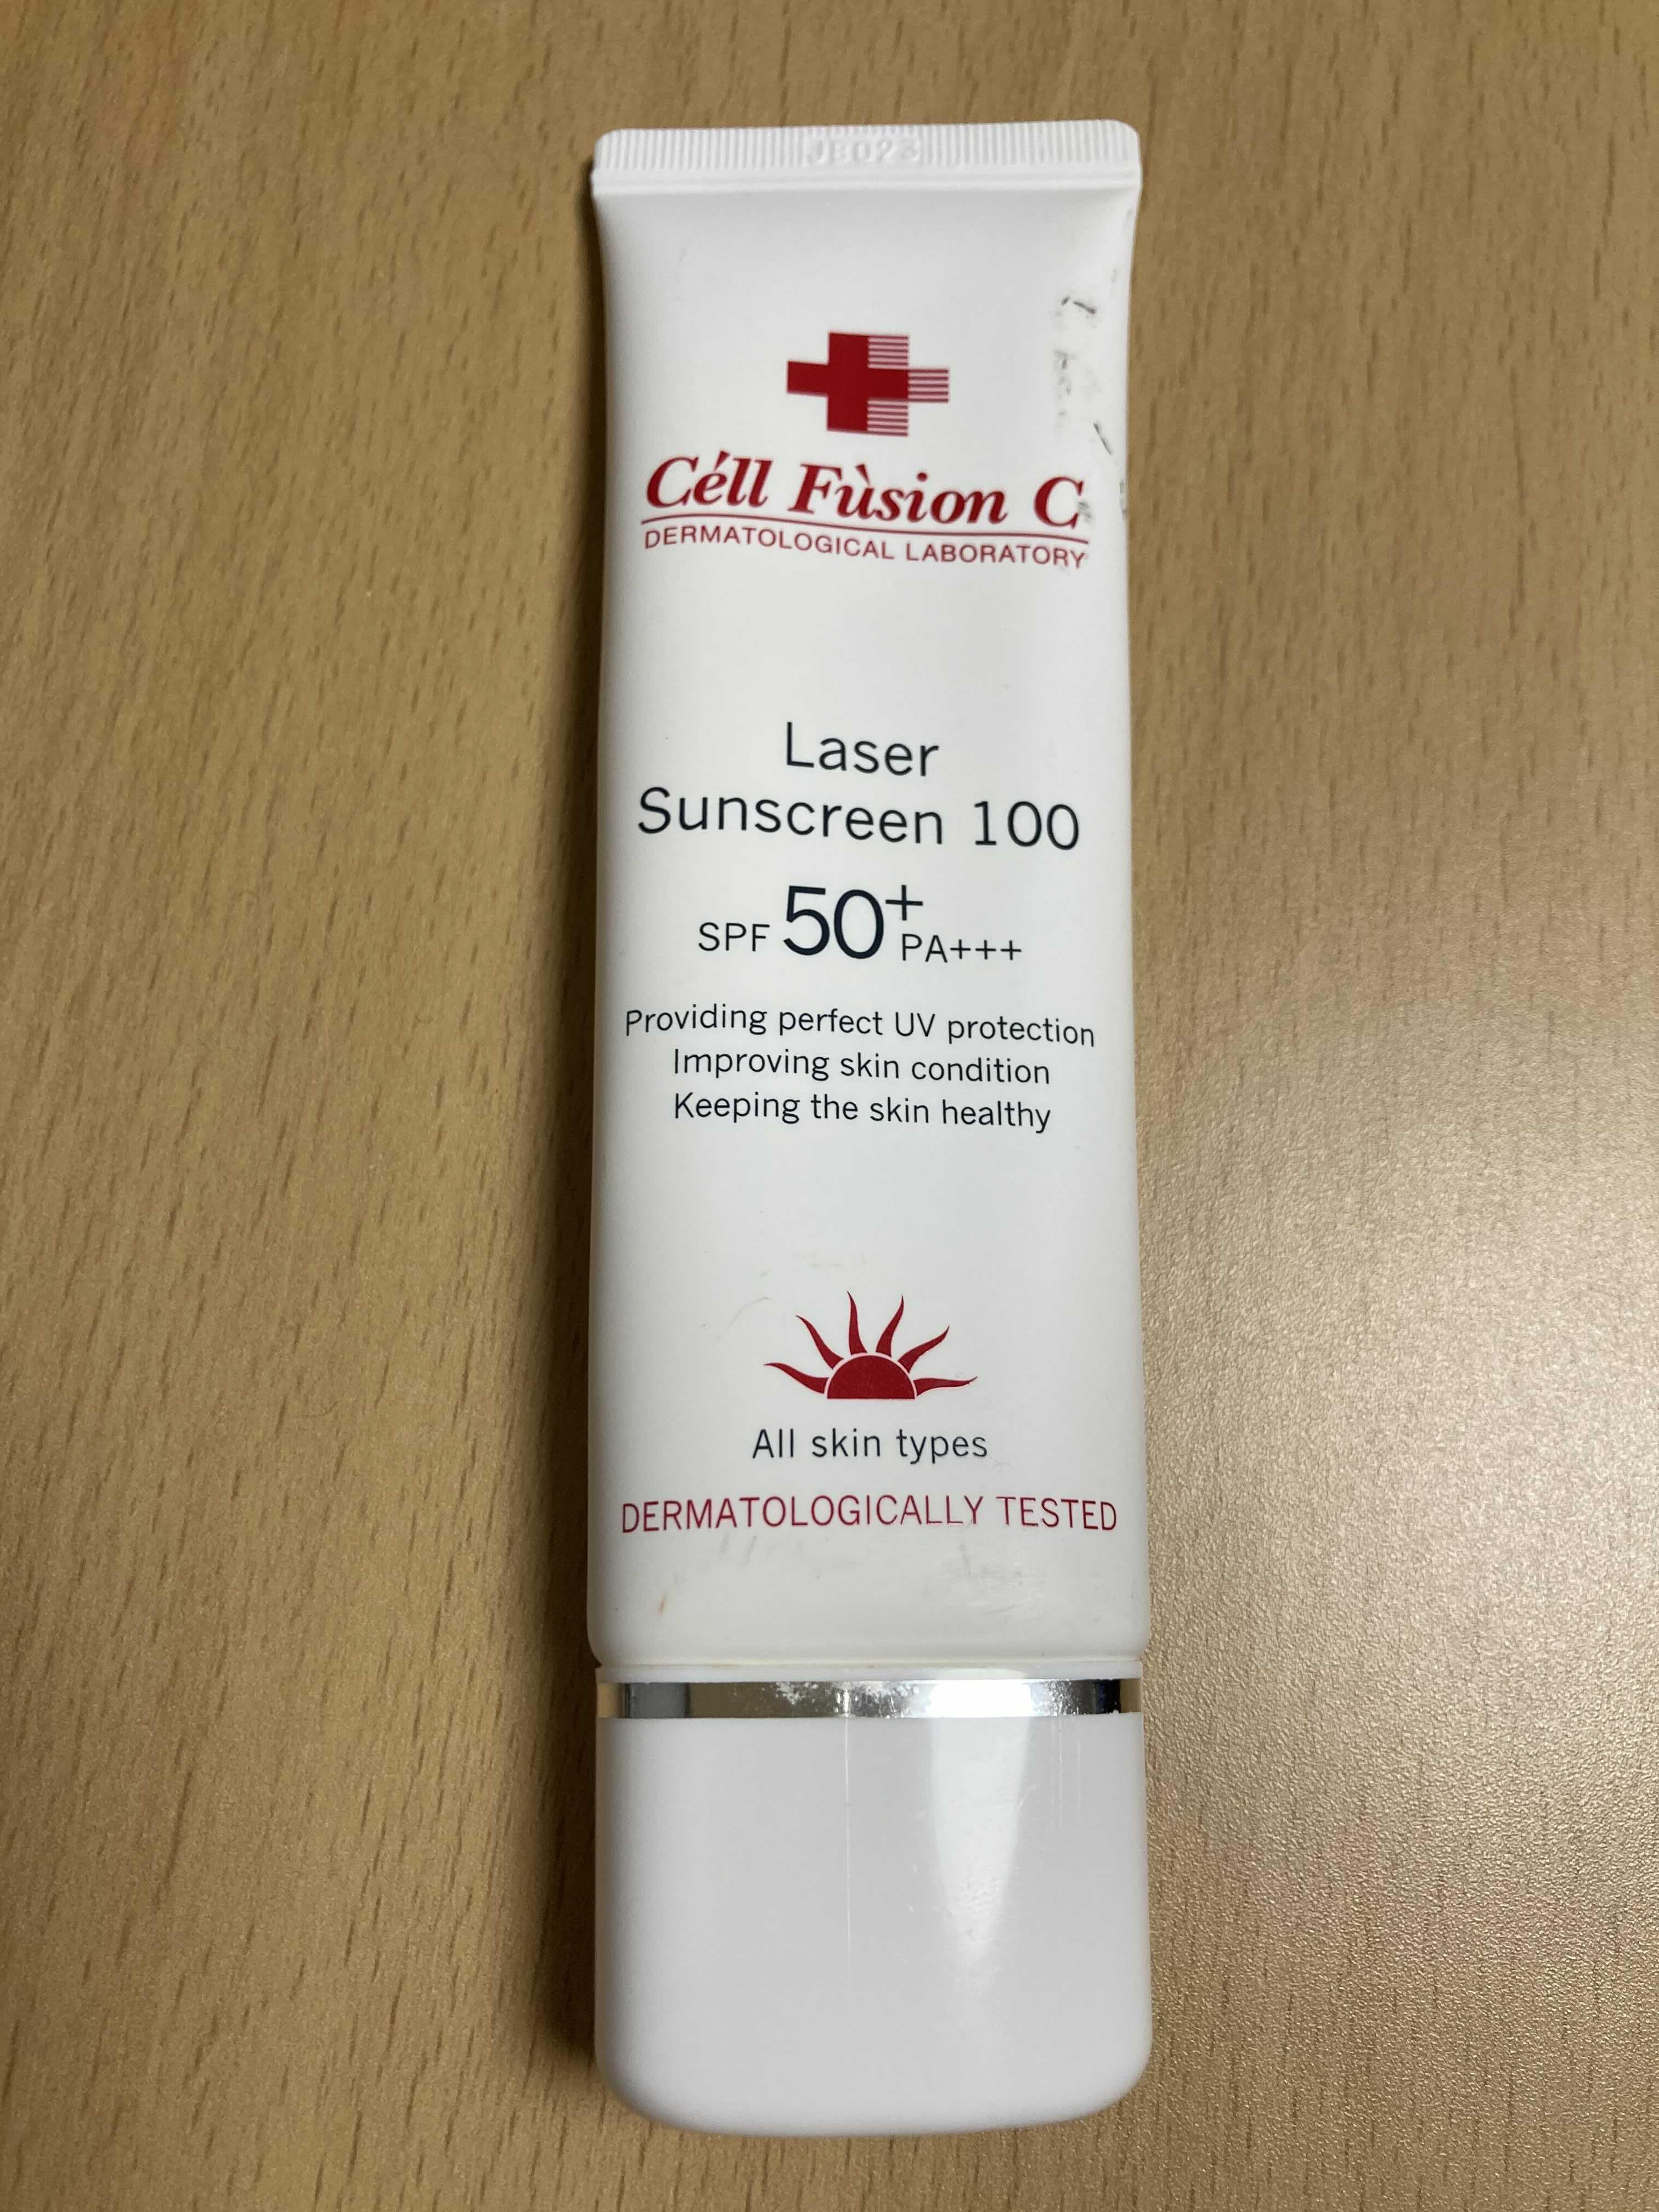 JB023
Céll Fùsion C
DERMATOLOGICAL LABORATORY
Laser
Sunscreen 100
SPF 50+ PA+++
Providing perfect UV protection
Improving skin condition
Keeping the skin healthy
All skin types
DERMATOLOGICALLY TESTED